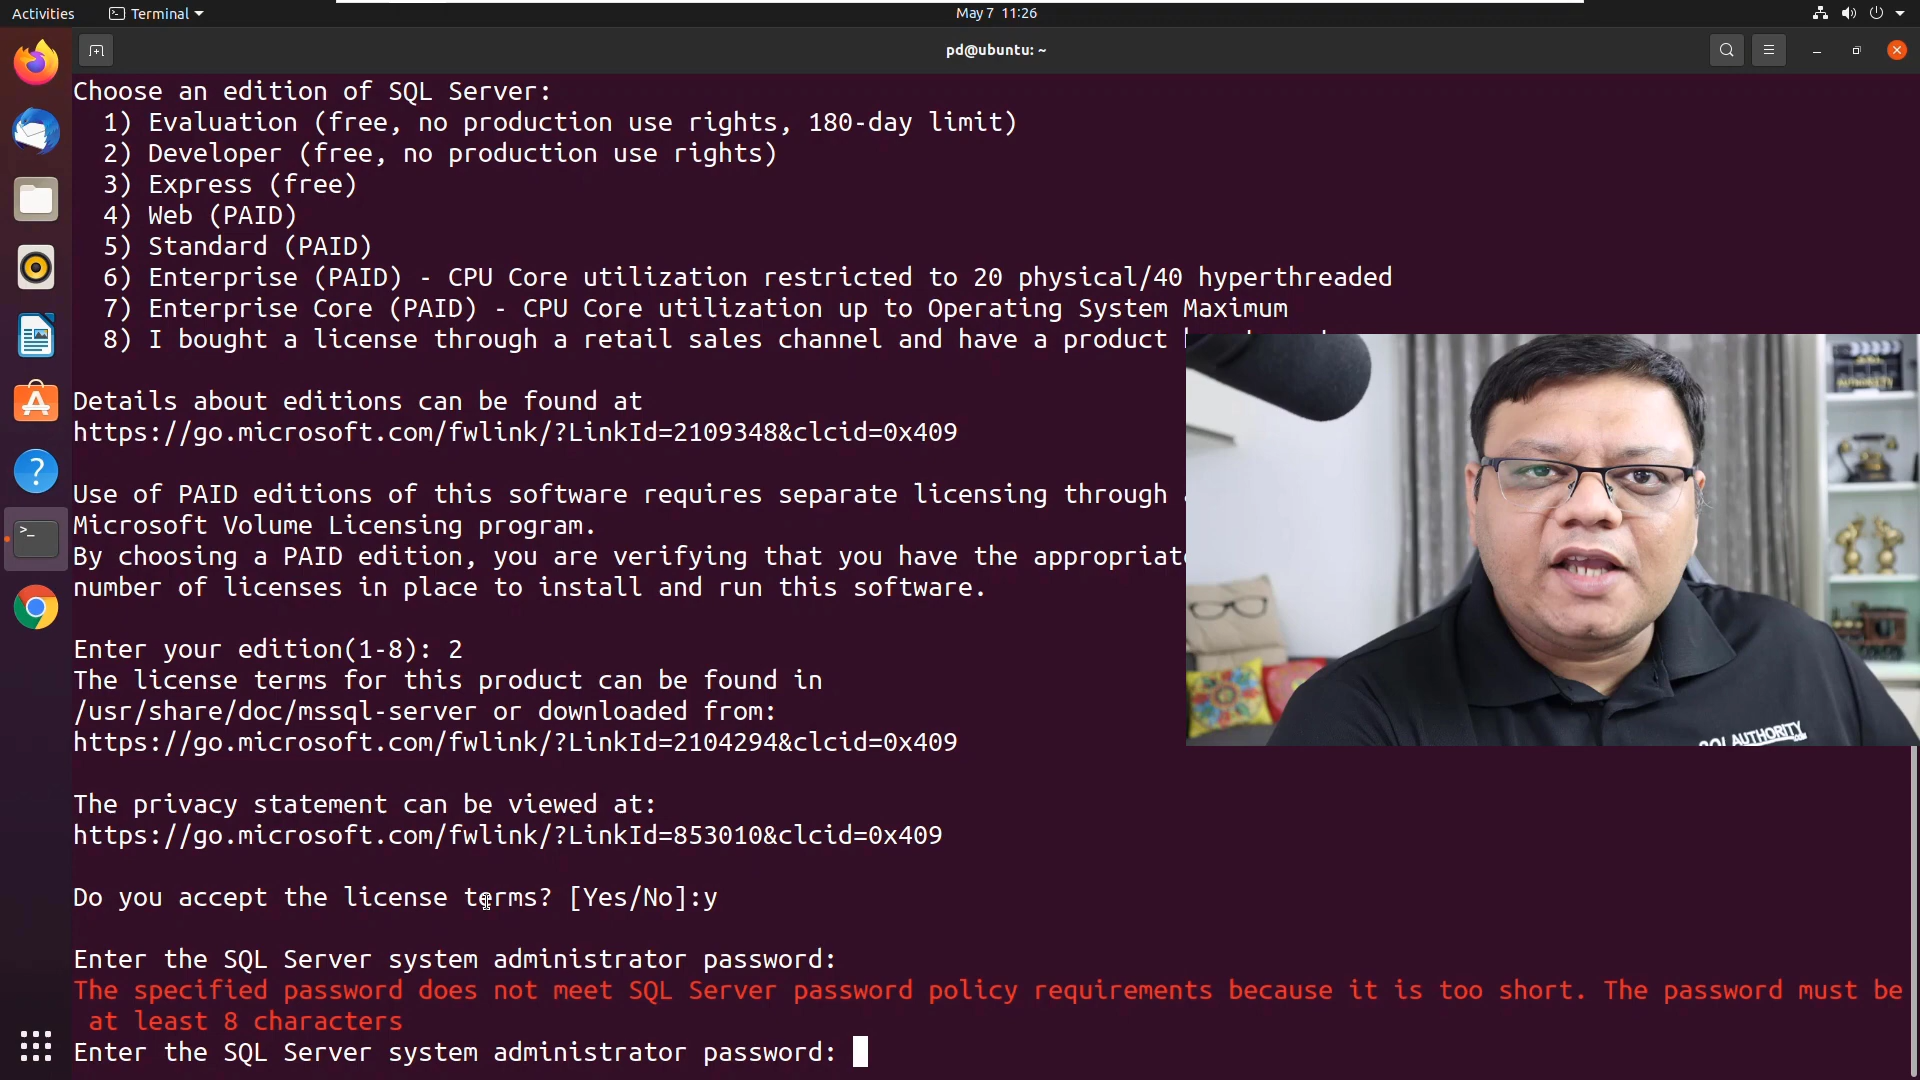 Activities
Terminal
May 7 11:26
pd@ubuntu: ~
Choose an edition of SQL Server:
1) Evaluation (free, no production use rights, 180-day limit)
2) Developer (free, no production use rights)
3) Express (free)
4) Web (PAID)
5) Standard (PAID)
6) Enterprise (PAID) - CPU Core utilization restricted to 20 physical/40 hyperthreaded
7) Enterprise Core (PAID) - CPU Core utilization up to Operating System Maximum
8) I bought a license through a retail sales channel and have a product
Details about editions can be found at
https://go.microsoft.com/fwlink/?LinkId=2109348&clcid=0x409
Use of PAID editions of this software requires separate licensing through
Microsoft Volume Licensing program.
By choosing a PAID edition, you are verifying that you have the appropriate
number of licenses in place to install and run this software.
Enter your edition(1-8): 2
The license terms for this product can be found in
/usr/share/doc/mssql-server or downloaded from:
https://go.microsoft.com/fwlink/?LinkId=2104294&clcid=0x409
The privacy statement can be viewed at:
https://go.microsoft.com/fwlink/?LinkId=853010&clcid=0x409
Do you accept the license terms? [Yes/No]:y
Enter the SQL Server system administrator password:
The specified password does not meet SQL Server password policy requirements because it is too short. The password must be
at least 8 characters
Enter the SQL Server system administrator password: